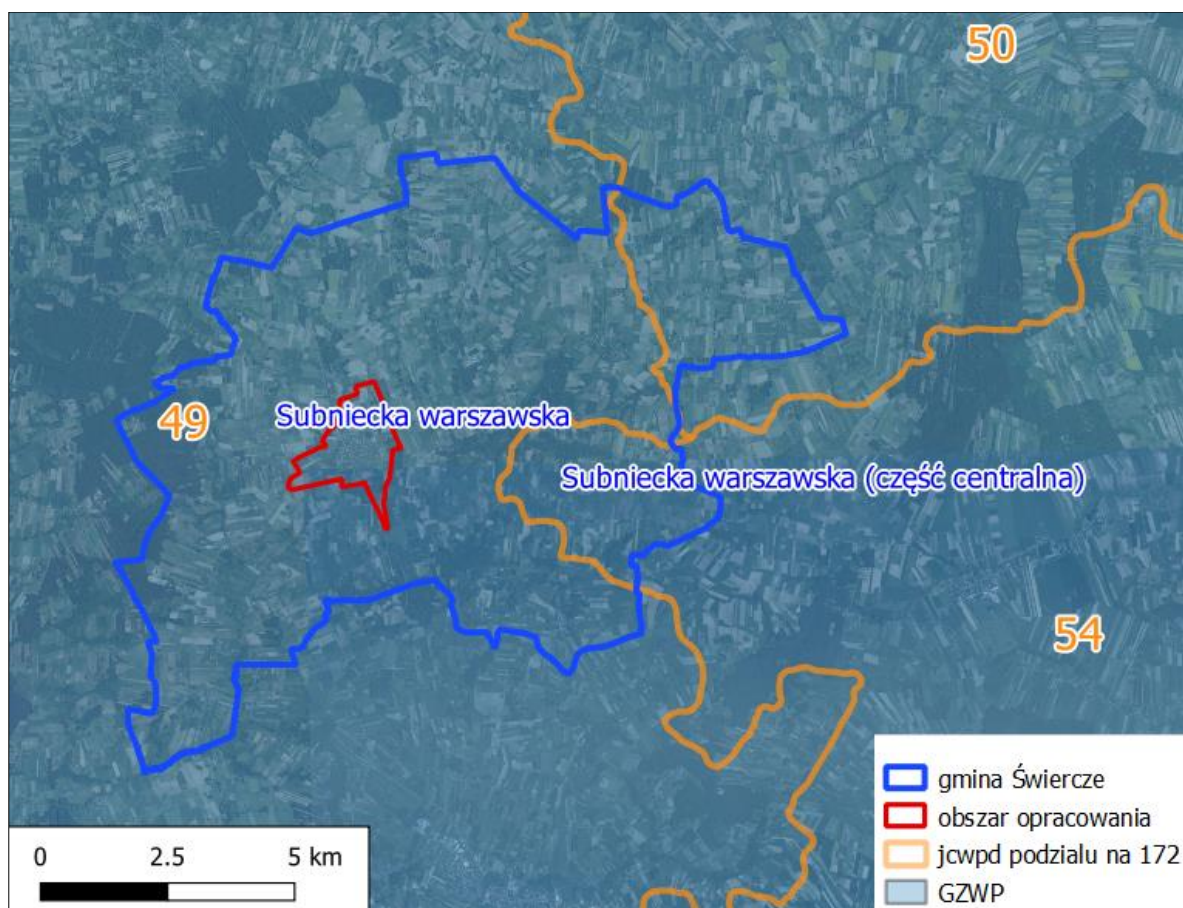 50
Subniecka warszawska
49
Subniecka warszawska (część centralna)
54
gmina Świercze
obszar opracowania
jcwpd podzialu na 172
GZWP
0 2.5 5 km